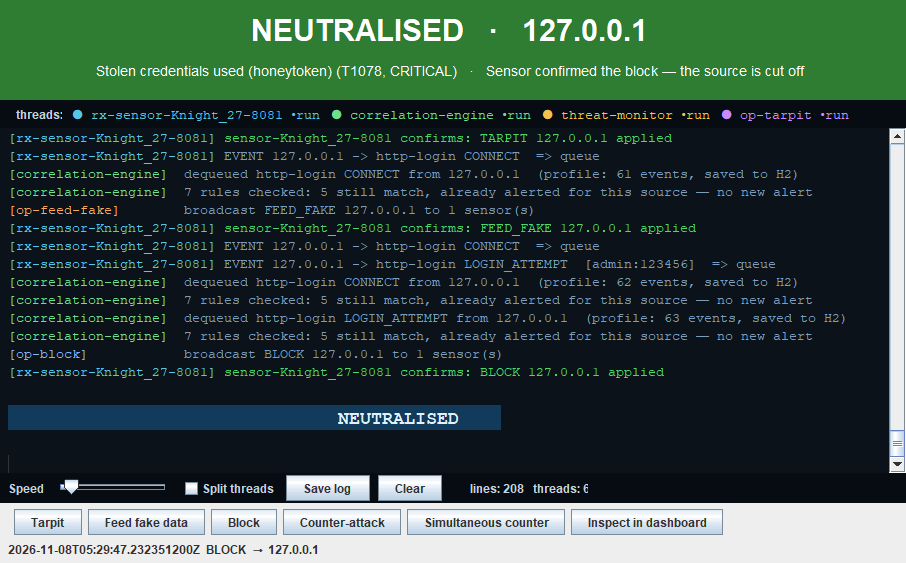 NEUTRALISED · 127.0.0.1
Stolen credentials used (honeytoken) (T1078, CRITICAL) · Sensor confirmed the block — the source is cut off
threads: ● rx-sensor-Knight_27-8081 •run ● correlation-engine •run ● threat-monitor •run ● op-tarpit •run
[rx-sensor-Knight_27-8081] sensor-Knight_27-8081 confirms: TARPIT 127.0.0.1 applied
[rx-sensor-Knight_27-8081] EVENT 127.0.0.1 -> http-login CONNECT => queue
[correlation-engine] dequeued http-login CONNECT from 127.0.0.1 (profile: 61 events, saved to H2)
[correlation-engine] 7 rules checked: 5 still match, already alerted for this source — no new alert
[op-feed-fake] broadcast FEED_FAKE 127.0.0.1 to 1 sensor(s)
[rx-sensor-Knight_27-8081] sensor-Knight_27-8081 confirms: FEED_FAKE 127.0.0.1 applied
[rx-sensor-Knight_27-8081] EVENT 127.0.0.1 -> http-login CONNECT => queue
[rx-sensor-Knight_27-8081] EVENT 127.0.0.1 -> http-login LOGIN_ATTEMPT [admin:123456] => queue
[correlation-engine] dequeued http-login CONNECT from 127.0.0.1 (profile: 62 events, saved to H2)
[correlation-engine] 7 rules checked: 5 still match, already alerted for this source — no new alert
[correlation-engine] dequeued http-login LOGIN_ATTEMPT from 127.0.0.1 (profile: 63 events, saved to H2)
[correlation-engine] 7 rules checked: 5 still match, already alerted for this source — no new alert
[op-block] broadcast BLOCK 127.0.0.1 to 1 sensor(s)
[rx-sensor-Knight_27-8081] sensor-Knight_27-8081 confirms: BLOCK 127.0.0.1 applied
NEUTRALISED
Speed Split threads Save log Clear lines: 208 threads: 6
Tarpit Feed fake data Block Counter-attack Simultaneous counter Inspect in dashboard
2026-11-08T05:29:47.232351200Z BLOCK → 127.0.0.1